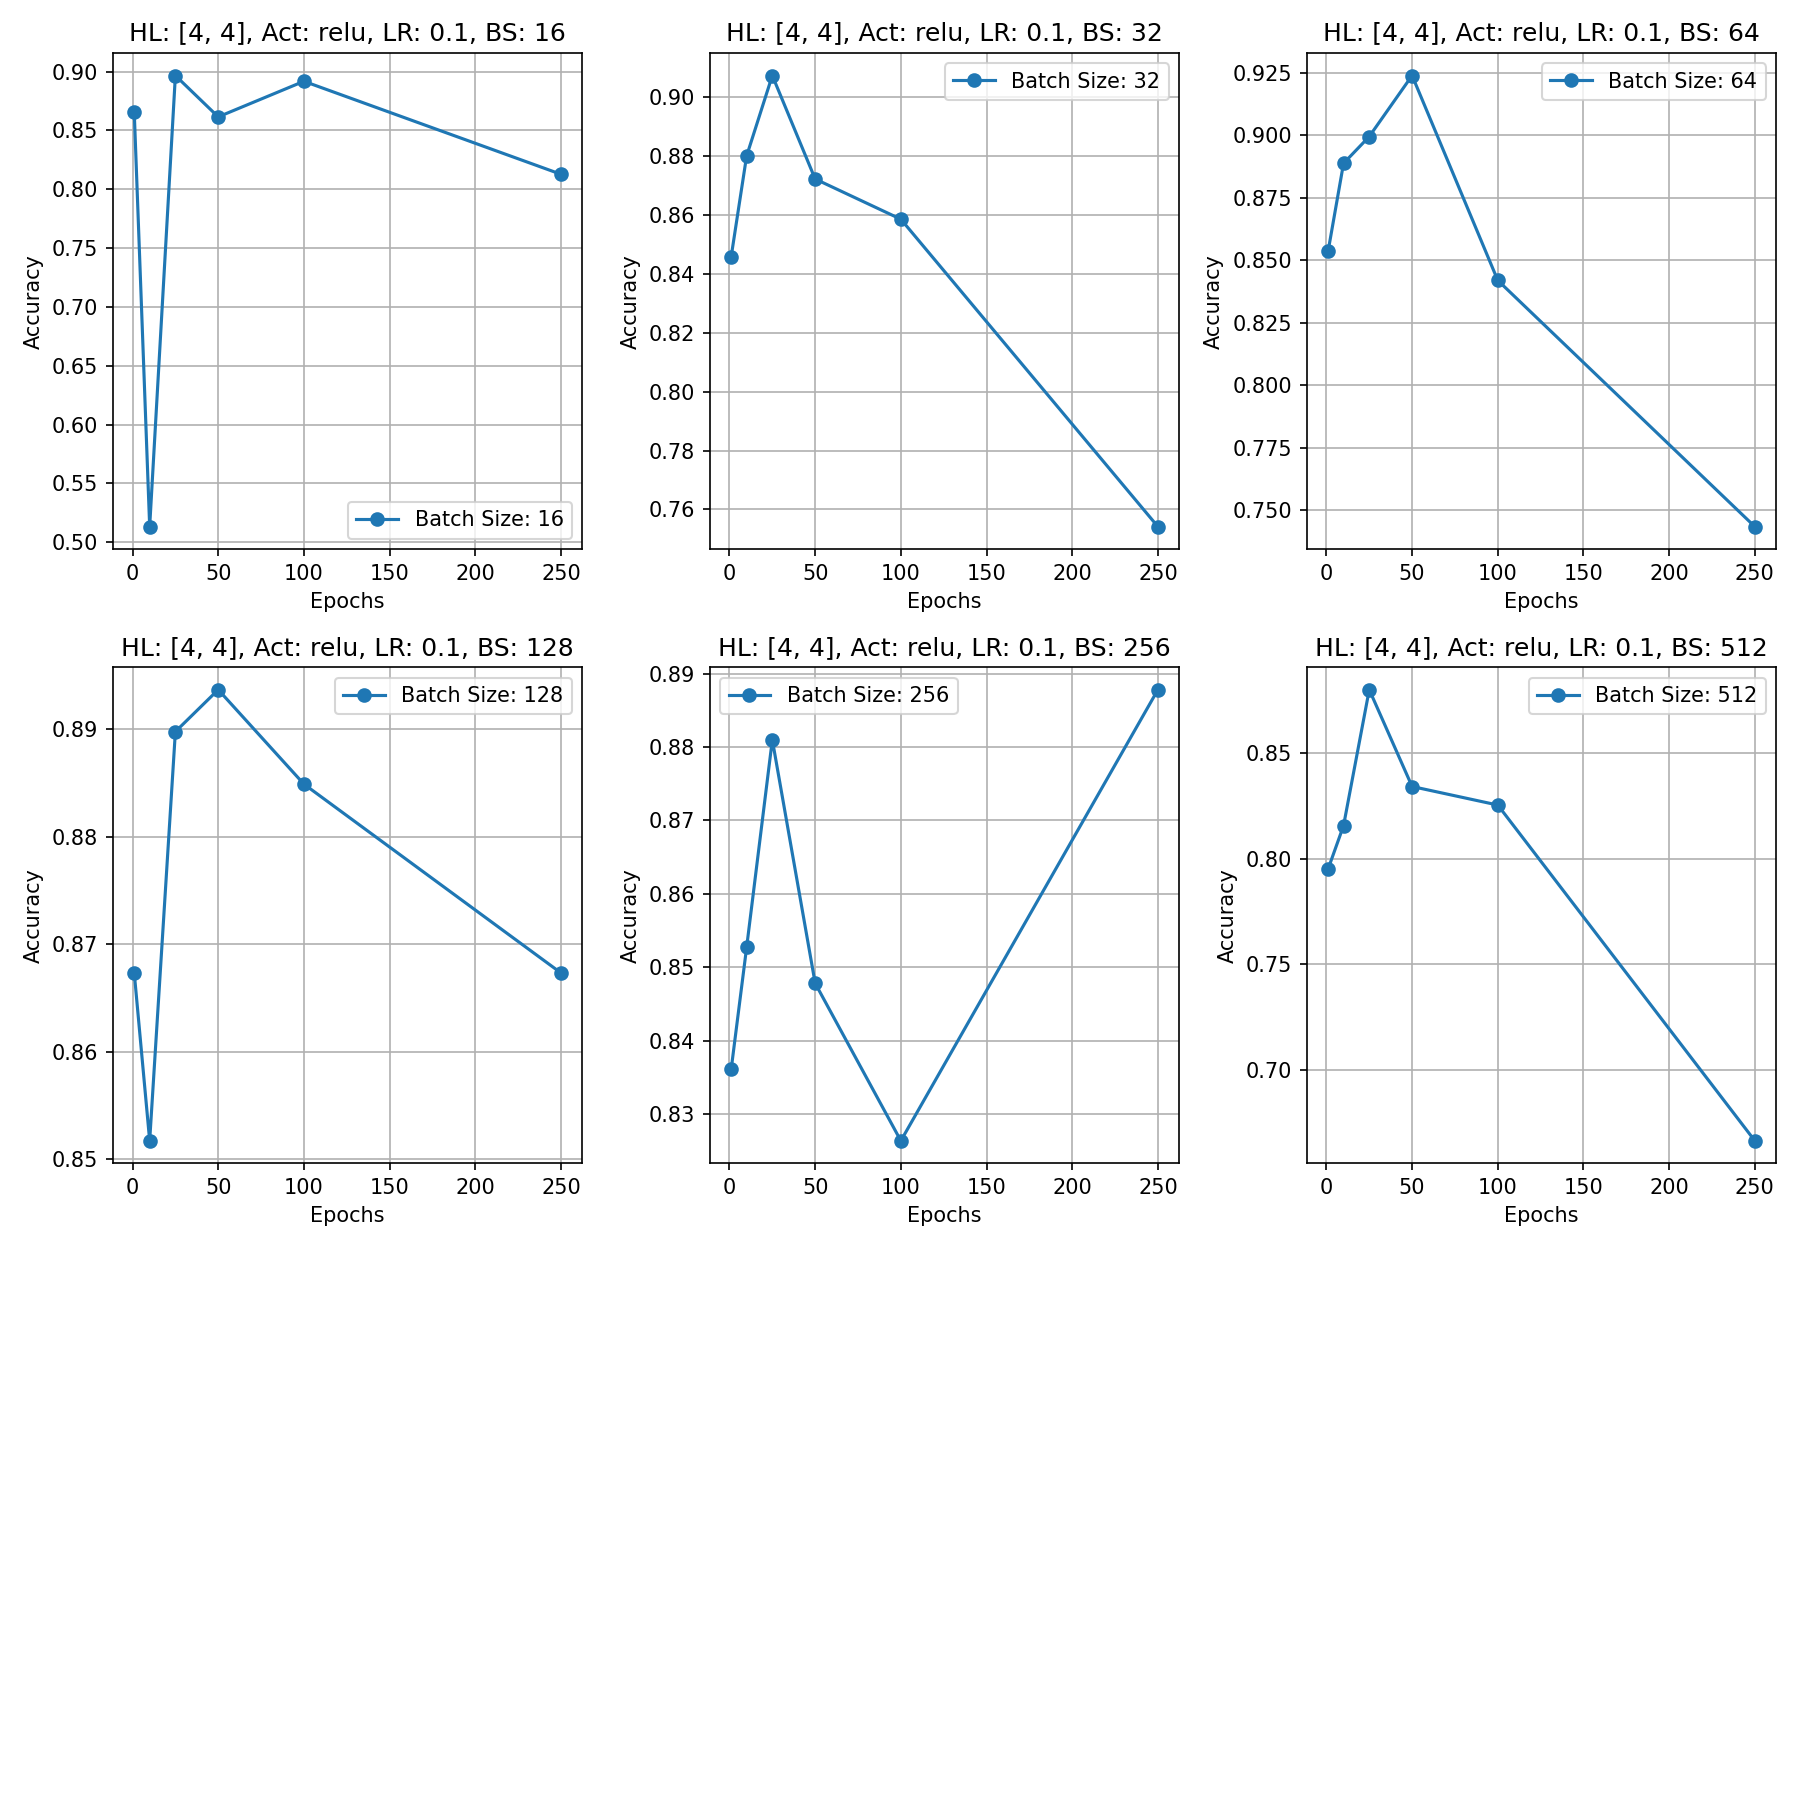 HL: [4, 4], Act: relu, LR: 0.1, BS: 16
0.90
0.85
0.80
0.75
0.70
0.65
0.60
0.55
0.50
Accuracy
Batch Size: 16
0 50 100 150 200 250
Epochs
HL: [4, 4], Act: relu, LR: 0.1, BS: 32
Batch Size: 32
0.90
0.88
0.86
0.84
0.82
0.80
0.78
0.76
Accuracy
0 50 100 150 200 250
Epochs
HL: [4, 4], Act: relu, LR: 0.1, BS: 64
Batch Size: 64
0.925
0.900
0.875
0.850
0.825
0.800
0.775
0.750
Accuracy
0 50 100 150 200 250
Epochs
HL: [4, 4], Act: relu, LR: 0.1, BS: 128
Batch Size: 128
0.89
0.88
0.87
0.86
0.85
Accuracy
0 50 100 150 200 250
Epochs
HL: [4, 4], Act: relu, LR: 0.1, BS: 256
Batch Size: 256
0.89
0.88
0.87
0.86
0.85
0.84
0.83
Accuracy
0 50 100 150 200 250
Epochs
HL: [4, 4], Act: relu, LR: 0.1, BS: 512
Batch Size: 512
0.85
0.80
0.75
0.70
Accuracy
0 50 100 150 200 250
Epochs